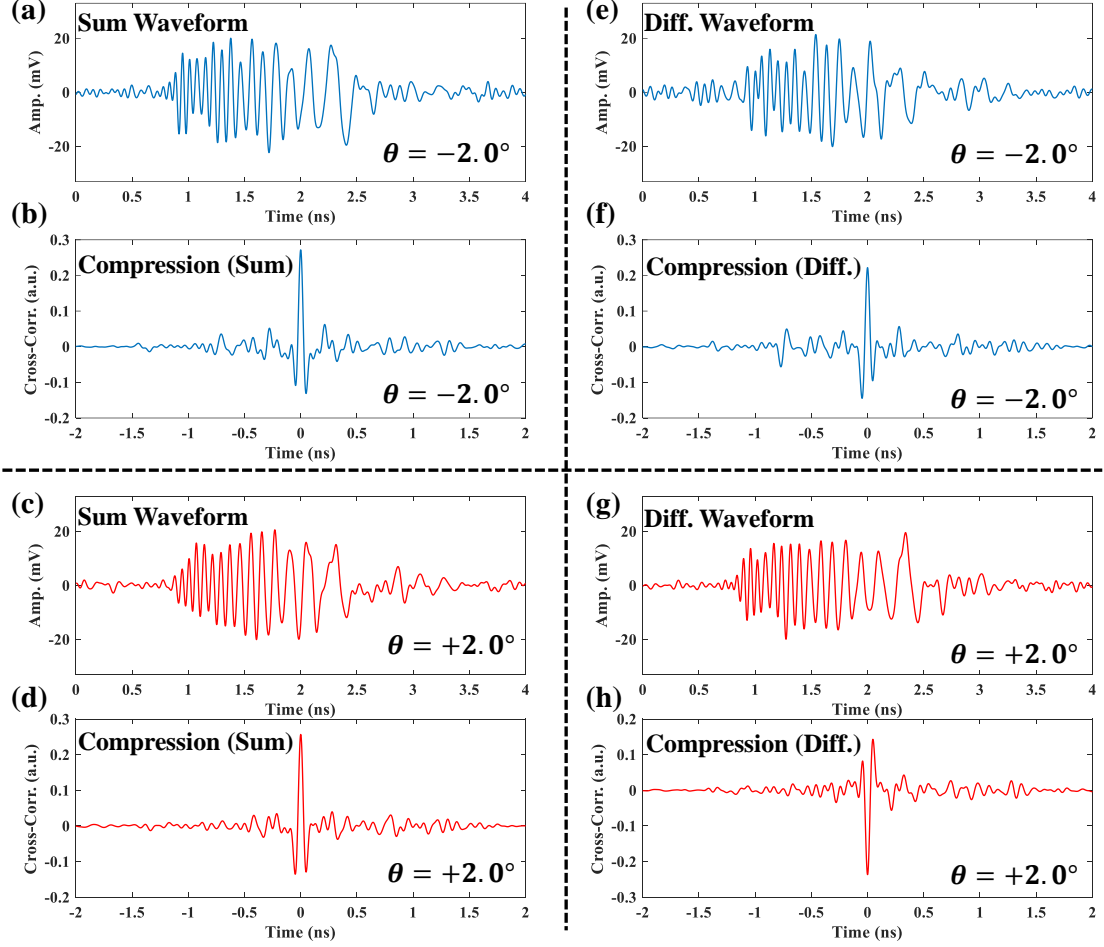 (a)
Sum Waveform
20
0
-20
Amp. (mV)
θ = −2.0°
0 0.5 1 1.5 2 2.5 3 3.5 4
Time (ns)
(b)
0.3
0.2
0.1
0
-0.1
-0.2
Cross-Corr. (a.u.)
Compression (Sum)
θ = −2.0°
-2 -1.5 -1 -0.5 0 0.5 1 1.5 2
Time (ns)
(e)
Diff. Waveform
20
0
-20
Amp. (mV)
θ = −2.0°
0 0.5 1 1.5 2 2.5 3 3.5 4
Time (ns)
(f)
0.3
0.2
0.1
0
-0.1
-0.2
Cross-Corr. (a.u.)
Compression (Diff.)
θ = −2.0°
-2 -1.5 -1 -0.5 0 0.5 1 1.5 2
Time (ns)
(c)
Sum Waveform
20
0
-20
Amp. (mV)
θ = +2.0°
0 0.5 1 1.5 2 2.5 3 3.5 4
Time (ns)
(d)
0.3
0.2
0.1
0
-0.1
-0.2
Cross-Corr. (a.u.)
Compression (Sum)
θ = +2.0°
-2 -1.5 -1 -0.5 0 0.5 1 1.5 2
Time (ns)
(g)
Diff. Waveform
20
0
-20
Amp. (mV)
θ = +2.0°
0 0.5 1 1.5 2 2.5 3 3.5 4
Time (ns)
(h)
0.2
0.1
0
-0.1
-0.2
-0.3
Cross-Corr. (a.u.)
Compression (Diff.)
θ = +2.0°
-2 -1.5 -1 -0.5 0 0.5 1 1.5 2
Time (ns)